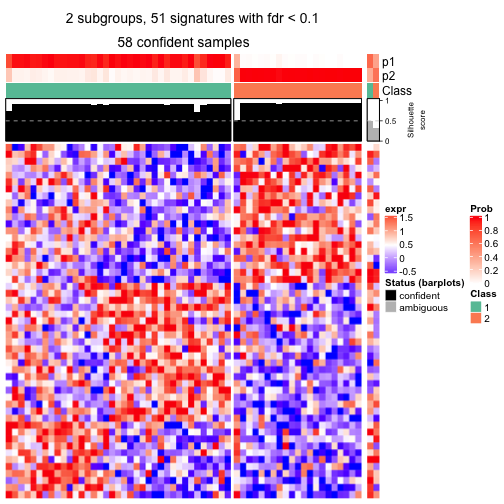 2 subgroups, 51 signatures with fdr < 0.1
58 confident samples
p1
p2
Class
1
0.5
0
Silhouette
score
expr
1.5
1
0.5
0
-0.5
Status (barplots)
confident
ambiguous
Prob
1
0.8
0.6
0.4
0.2
0
Class
1
2